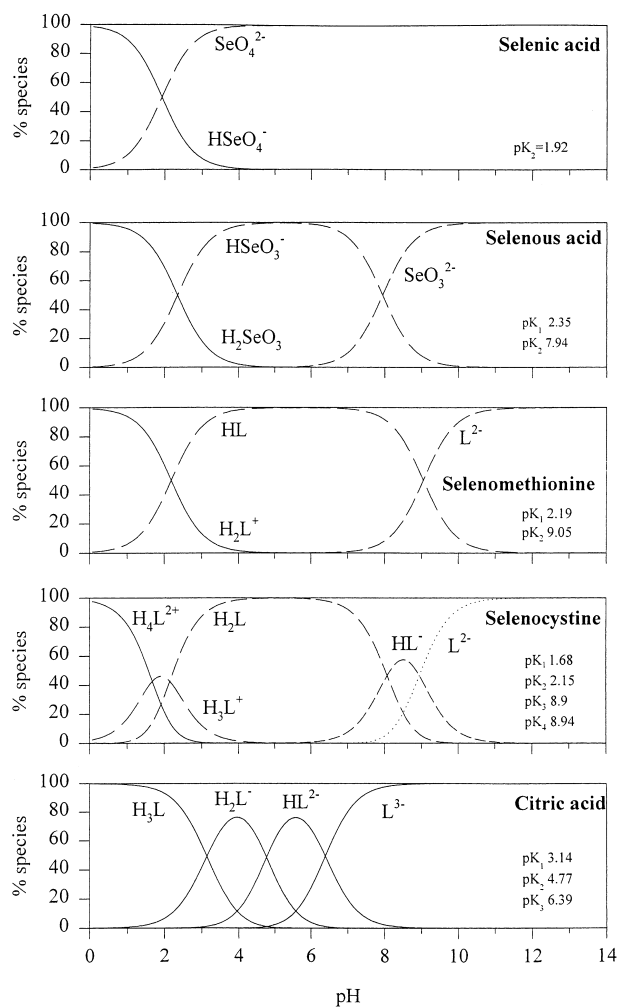 100
80
60
40
20
0
% species
SeO₄²⁻
HSeO₄⁻
Selenic acid
pK₂=1.92
100
80
60
40
20
0
% species
HSeO₃⁻
H₂SeO₃
SeO₃²⁻
Selenous acid
pK₁ 2.35
pK₂ 7.94
100
80
60
40
20
0
% species
HL
H₂L⁺
L²⁻
Selenomethionine
pK₁ 2.19
pK₂ 9.05
100
80
60
40
20
0
% species
H₄L²⁺
H₂L
H₃L⁺
HL⁻
L²⁻
Selenocystine
pK₁ 1.68
pK₂ 2.15
pK₃ 8.9
pK₄ 8.94
100
80
60
40
20
0
% species
H₃L
H₂L⁻
HL²⁻
L³⁻
Citric acid
pK₁ 3.14
pK₂ 4.77
pK₃ 6.39
0 2 4 6 8 10 12 14
pH